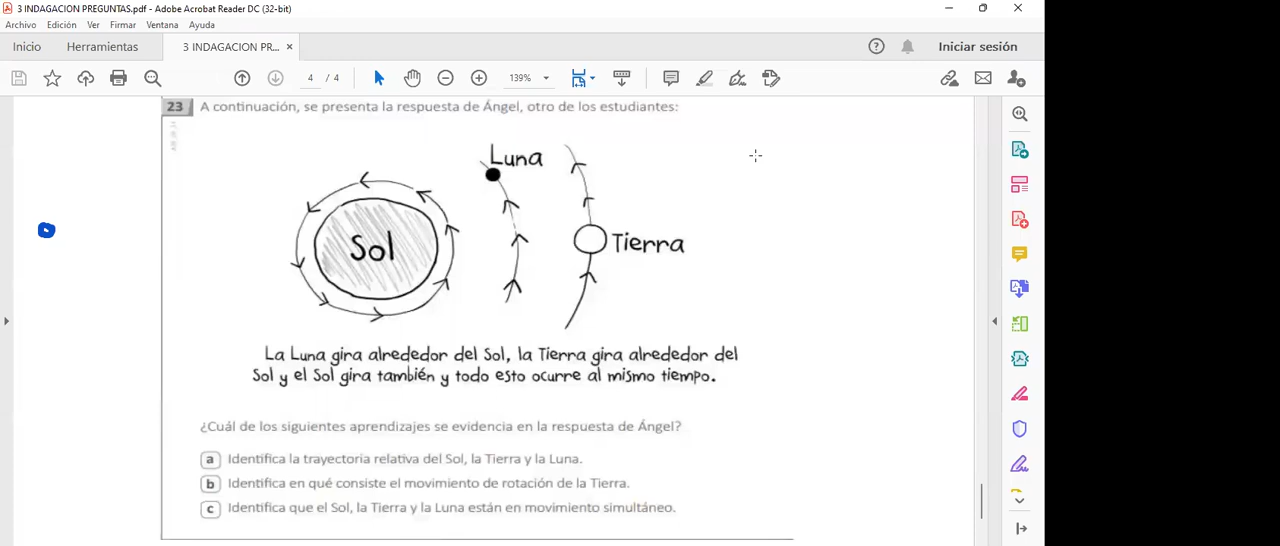 3 INDAGACION PREGUNTAS.pdf - Adobe Acrobat Reader DC (32-bit)
Archivo Edición Ver Firmar Ventana Ayuda
Inicio Herramientas 3 INDAGACION PR... × Iniciar sesión
4 / 4 139%
23 A continuación, se presenta la respuesta de Ángel, otro de los estudiantes:
Luna
Sol
Tierra
La Luna gira alrededor del Sol, la Tierra gira alrededor del
Sol y el Sol gira también y todo esto ocurre al mismo tiempo.
¿Cuál de los siguientes aprendizajes se evidencia en la respuesta de Ángel?
a Identifica la trayectoria relativa del Sol, la Tierra y la Luna.
b Identifica en qué consiste el movimiento de rotación de la Tierra.
c Identifica que el Sol, la Tierra y la Luna están en movimiento simultáneo.